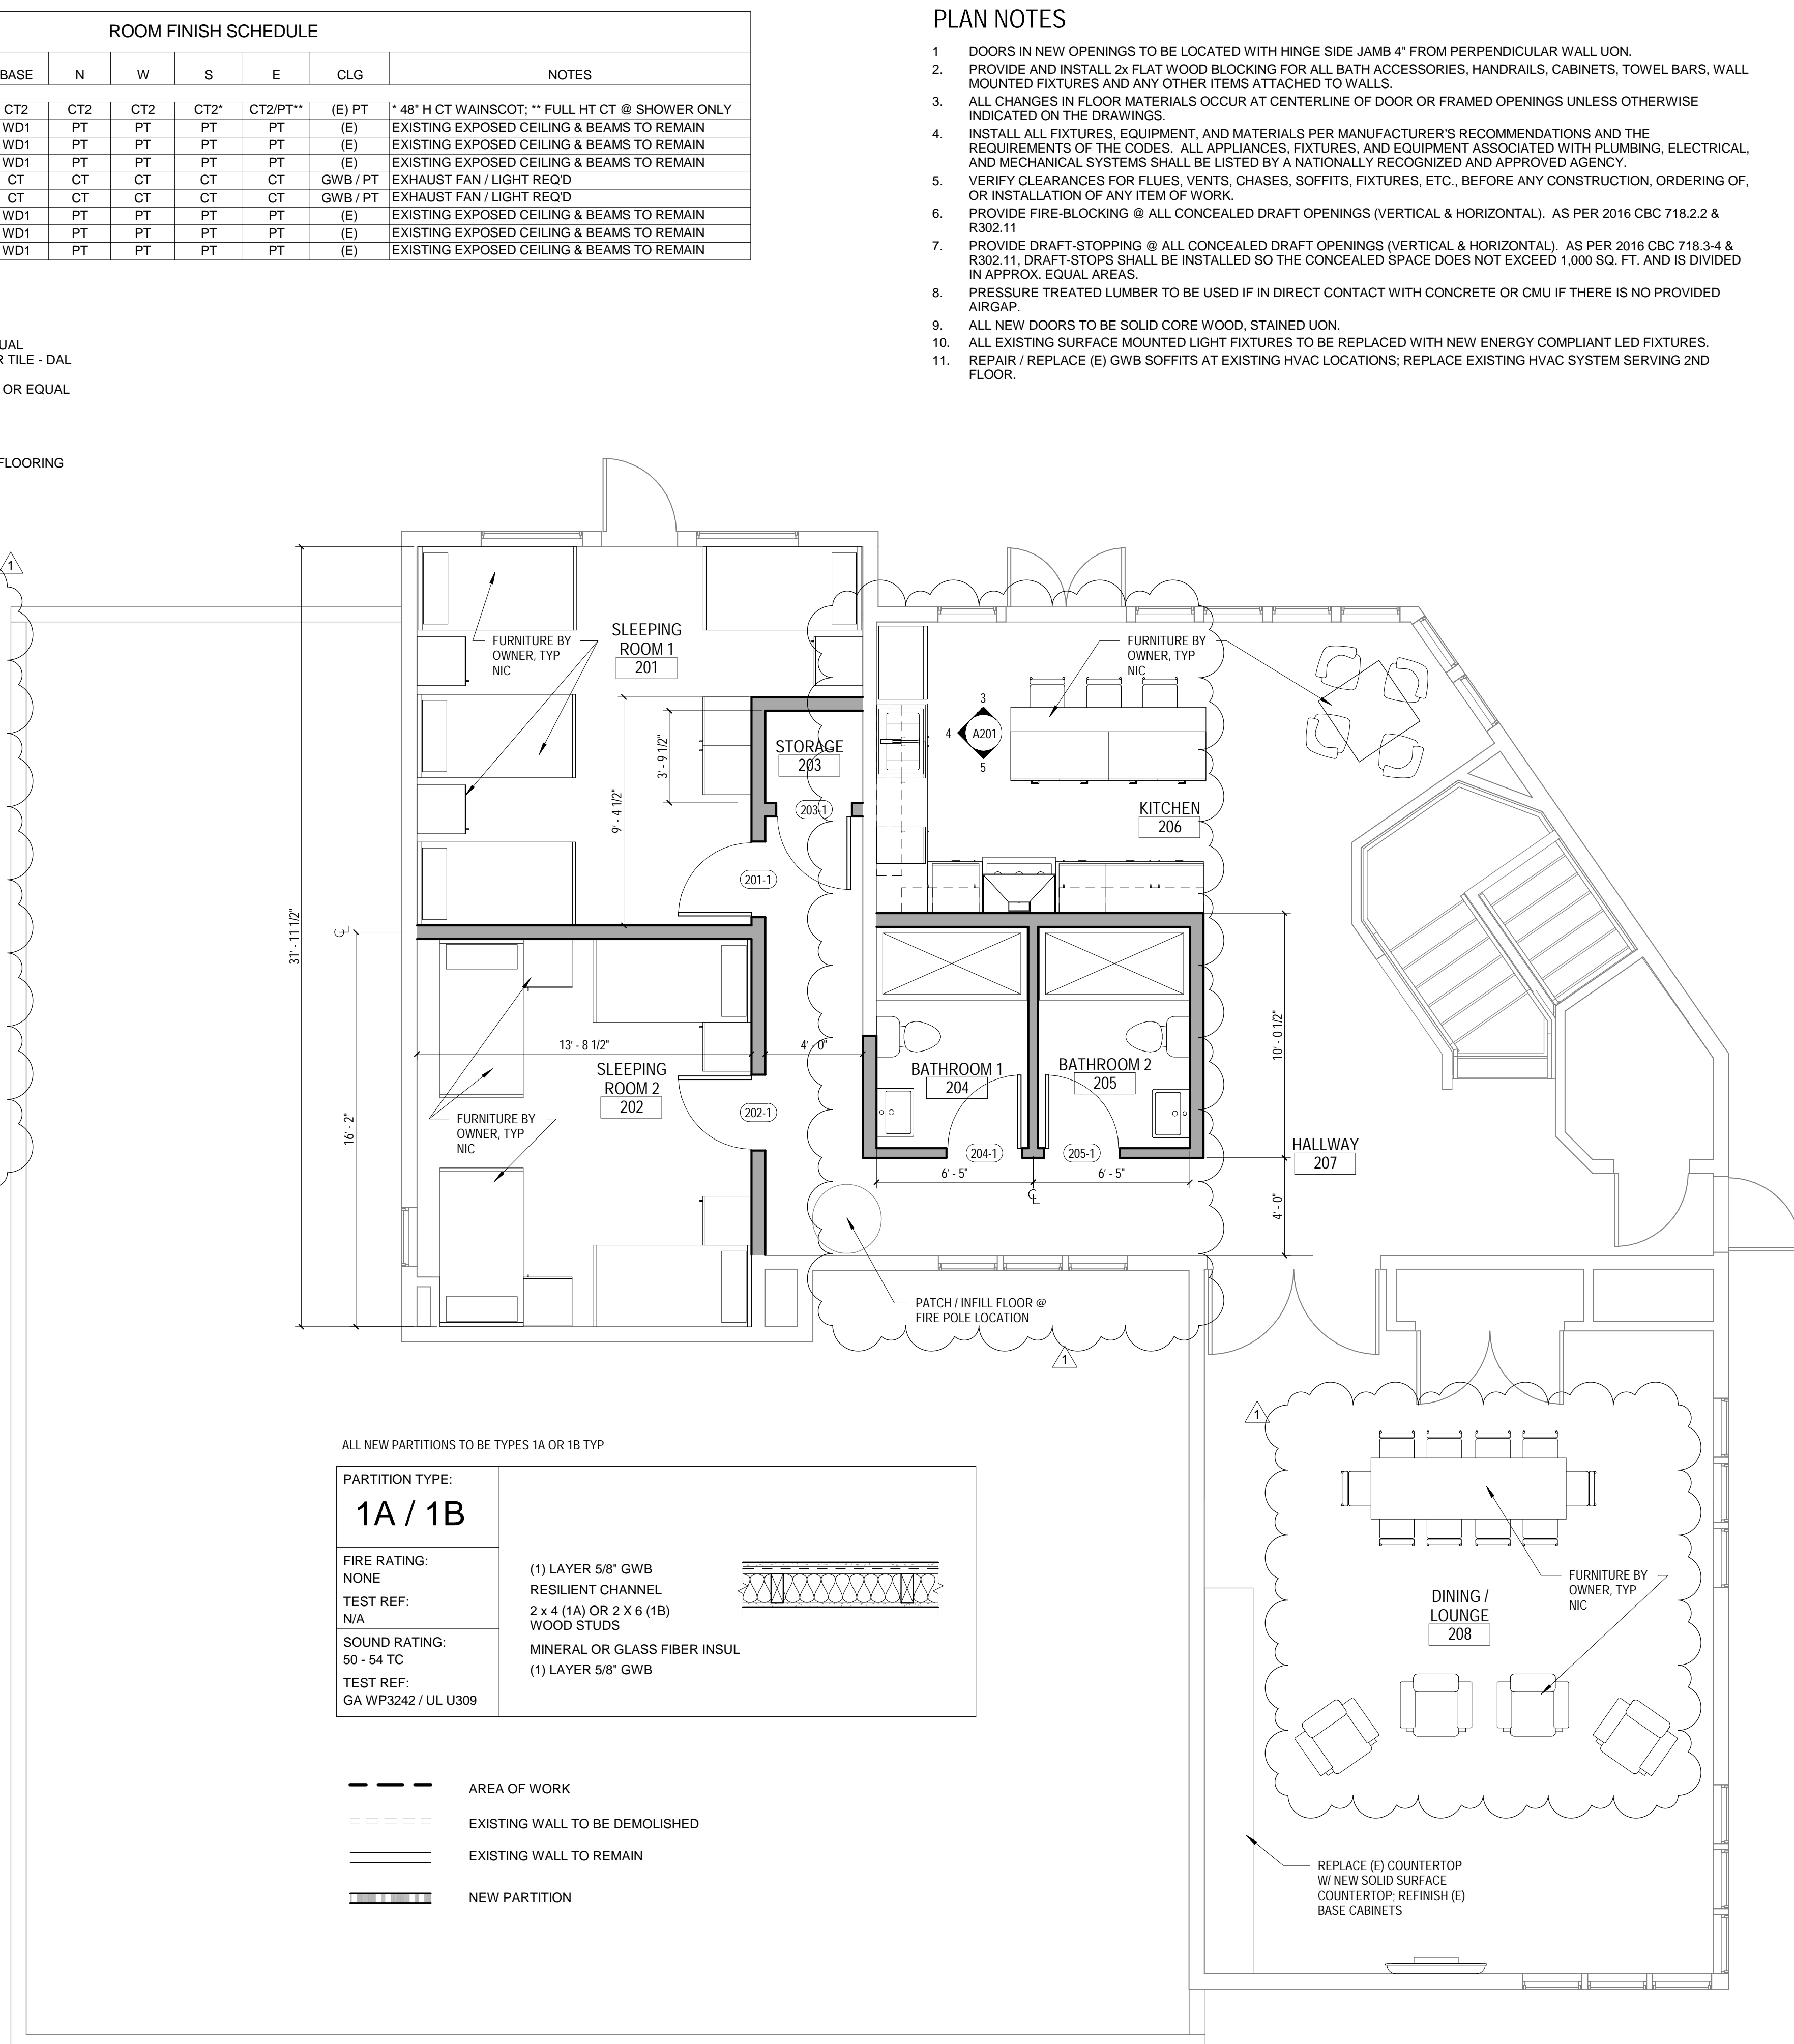 ROOM FINISH SCHEDULE
BASE N W S E CLG NOTES
CT2 CT2 CT2 CT2* CT2/PT** (E) PT * 48" H CT WAINSCOT; ** FULL HT CT @ SHOWER ONLY
WD1 PT PT PT PT (E) EXISTING EXPOSED CEILING & BEAMS TO REMAIN
WD1 PT PT PT PT (E) EXISTING EXPOSED CEILING & BEAMS TO REMAIN
WD1 PT PT PT PT (E) EXISTING EXPOSED CEILING & BEAMS TO REMAIN
CT CT CT CT CT GWB / PT EXHAUST FAN / LIGHT REQ'D
CT CT CT CT CT GWB / PT EXHAUST FAN / LIGHT REQ'D
WD1 PT PT PT PT (E) EXISTING EXPOSED CEILING & BEAMS TO REMAIN
WD1 PT PT PT PT (E) EXISTING EXPOSED CEILING & BEAMS TO REMAIN
WD1 PT PT PT PT (E) EXISTING EXPOSED CEILING & BEAMS TO REMAIN
UAL
R TILE - DAL
OR EQUAL
FLOORING
PLAN NOTES
1 DOORS IN NEW OPENINGS TO BE LOCATED WITH HINGE SIDE JAMB 4" FROM PERPENDICULAR WALL UON.
2. PROVIDE AND INSTALL 2x FLAT WOOD BLOCKING FOR ALL BATH ACCESSORIES, HANDRAILS, CABINETS, TOWEL BARS, WALL
MOUNTED FIXTURES AND ANY OTHER ITEMS ATTACHED TO WALLS.
3. ALL CHANGES IN FLOOR MATERIALS OCCUR AT CENTERLINE OF DOOR OR FRAMED OPENINGS UNLESS OTHERWISE
INDICATED ON THE DRAWINGS.
4. INSTALL ALL FIXTURES, EQUIPMENT, AND MATERIALS PER MANUFACTURER'S RECOMMENDATIONS AND THE
REQUIREMENTS OF THE CODES. ALL APPLIANCES, FIXTURES, AND EQUIPMENT ASSOCIATED WITH PLUMBING, ELECTRICAL,
AND MECHANICAL SYSTEMS SHALL BE LISTED BY A NATIONALLY RECOGNIZED AND APPROVED AGENCY.
5. VERIFY CLEARANCES FOR FLUES, VENTS, CHASES, SOFFITS, FIXTURES, ETC., BEFORE ANY CONSTRUCTION, ORDERING OF,
OR INSTALLATION OF ANY ITEM OF WORK.
6. PROVIDE FIRE-BLOCKING @ ALL CONCEALED DRAFT OPENINGS (VERTICAL & HORIZONTAL). AS PER 2016 CBC 718.2.2 &
R302.11
7. PROVIDE DRAFT-STOPPING @ ALL CONCEALED DRAFT OPENINGS (VERTICAL & HORIZONTAL). AS PER 2016 CBC 718.3-4 &
R302.11, DRAFT-STOPS SHALL BE INSTALLED SO THE CONCEALED SPACE DOES NOT EXCEED 1,000 SQ. FT. AND IS DIVIDED
IN APPROX. EQUAL AREAS.
8. PRESSURE TREATED LUMBER TO BE USED IF IN DIRECT CONTACT WITH CONCRETE OR CMU IF THERE IS NO PROVIDED
AIRGAP.
9. ALL NEW DOORS TO BE SOLID CORE WOOD, STAINED UON.
10. ALL EXISTING SURFACE MOUNTED LIGHT FIXTURES TO BE REPLACED WITH NEW ENERGY COMPLIANT LED FIXTURES.
11. REPAIR / REPLACE (E) GWB SOFFITS AT EXISTING HVAC LOCATIONS; REPLACE EXISTING HVAC SYSTEM SERVING 2ND
FLOOR.
1
FURNITURE BY
OWNER, TYP
NIC
SLEEPING
ROOM 1
201
FURNITURE BY
OWNER, TYP
NIC
3
4 A201
5
STORAGE
203
3' - 9 1/2"
9' - 4 1/2"
203-1
KITCHEN
206
201-1
31' - 11 1/2"
CL
13' - 8 1/2"
4' - 0"
10' - 0 1/2"
SLEEPING
ROOM 2
202
BATHROOM 1
204
BATHROOM 2
205
16' - 2"
FURNITURE BY
OWNER, TYP
NIC
202-1
204-1
205-1
HALLWAY
207
6' - 5"
6' - 5"
CL
4' - 0"
PATCH / INFILL FLOOR @
FIRE POLE LOCATION
1
1
ALL NEW PARTITIONS TO BE TYPES 1A OR 1B TYP
PARTITION TYPE:
1A / 1B
FIRE RATING:
NONE
TEST REF:
N/A
SOUND RATING:
50 - 54 TC
TEST REF:
GA WP3242 / UL U309
(1) LAYER 5/8" GWB
RESILIENT CHANNEL
2 x 4 (1A) OR 2 X 6 (1B)
WOOD STUDS
MINERAL OR GLASS FIBER INSUL
(1) LAYER 5/8" GWB
FURNITURE BY
OWNER, TYP
NIC
DINING /
LOUNGE
208
AREA OF WORK
EXISTING WALL TO BE DEMOLISHED
EXISTING WALL TO REMAIN
NEW PARTITION
REPLACE (E) COUNTERTOP
W/ NEW SOLID SURFACE
COUNTERTOP; REFINISH (E)
BASE CABINETS